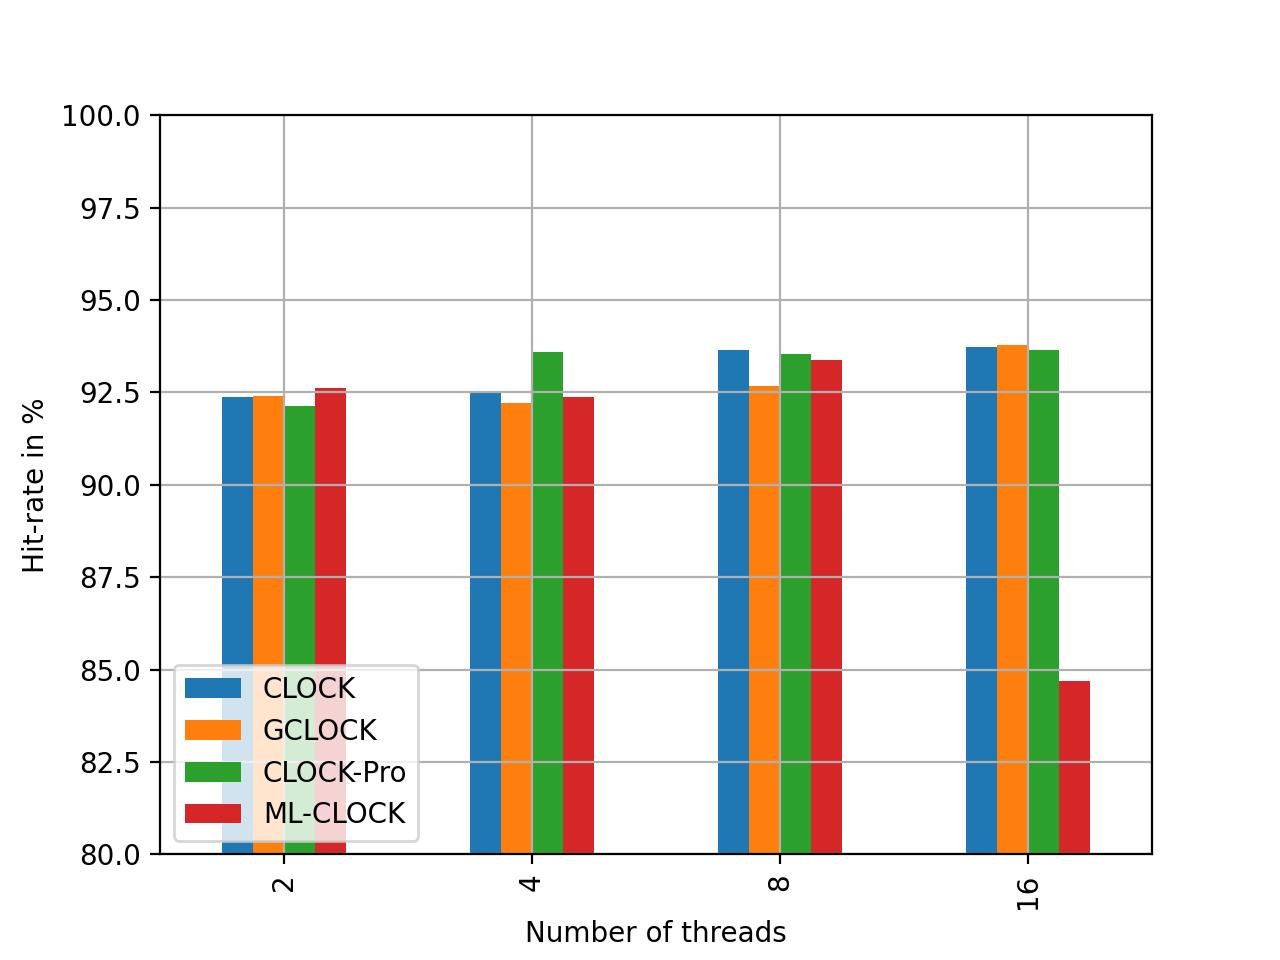 100.0
97.5
95.0
92.5
90.0
87.5
85.0
82.5
80.0
Hit-rate in %
CLOCK
GCLOCK
CLOCK-Pro
ML-CLOCK
2
4
8
16
Number of threads